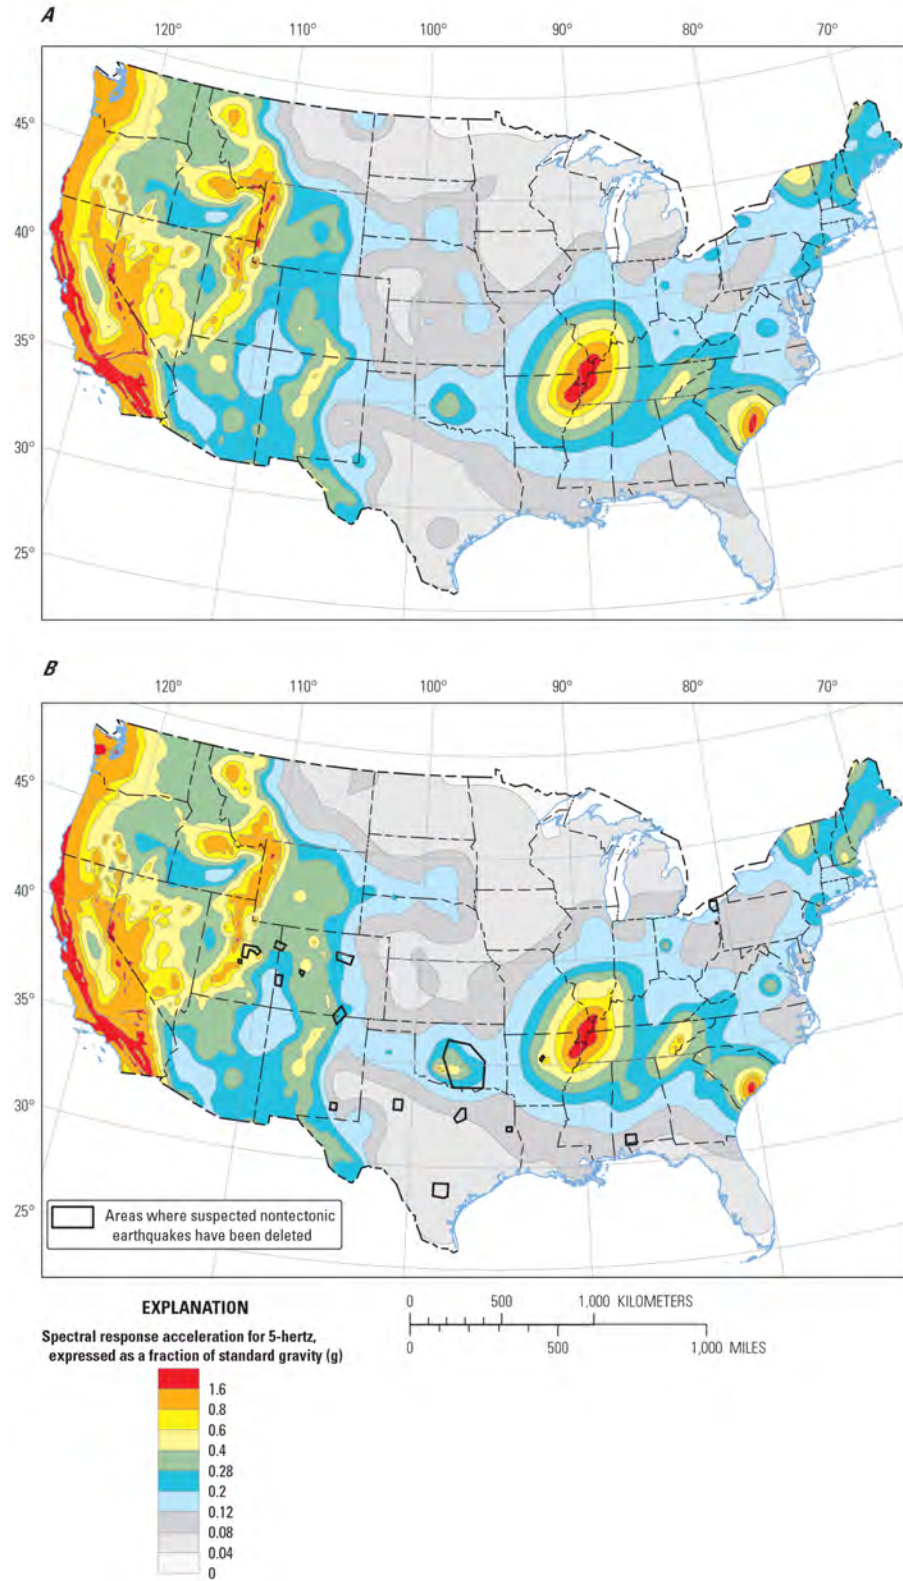 A
120° 110° 100° 90° 80° 70°
45°
40°
35°
30°
25°
B
120° 110° 100° 90° 80° 70°
45°
40°
35°
30°
25°
Areas where suspected nontectonic
earthquakes have been deleted
EXPLANATION
Spectral response acceleration for 5-hertz,
expressed as a fraction of standard gravity (g)
1.6
0.8
0.6
0.4
0.28
0.2
0.12
0.08
0.04
0
0 500 1,000 KILOMETERS
0 500 1,000 MILES